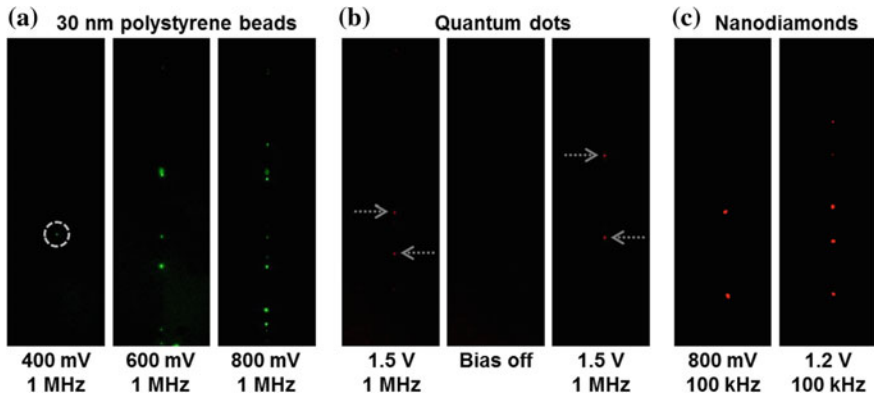 (a) 30 nm polystyrene beads
(b) Quantum dots
(c) Nanodiamonds
400 mV
1 MHz
600 mV
1 MHz
800 mV
1 MHz
1.5 V
1 MHz
Bias off
1.5 V
1 MHz
800 mV
100 kHz
1.2 V
100 kHz